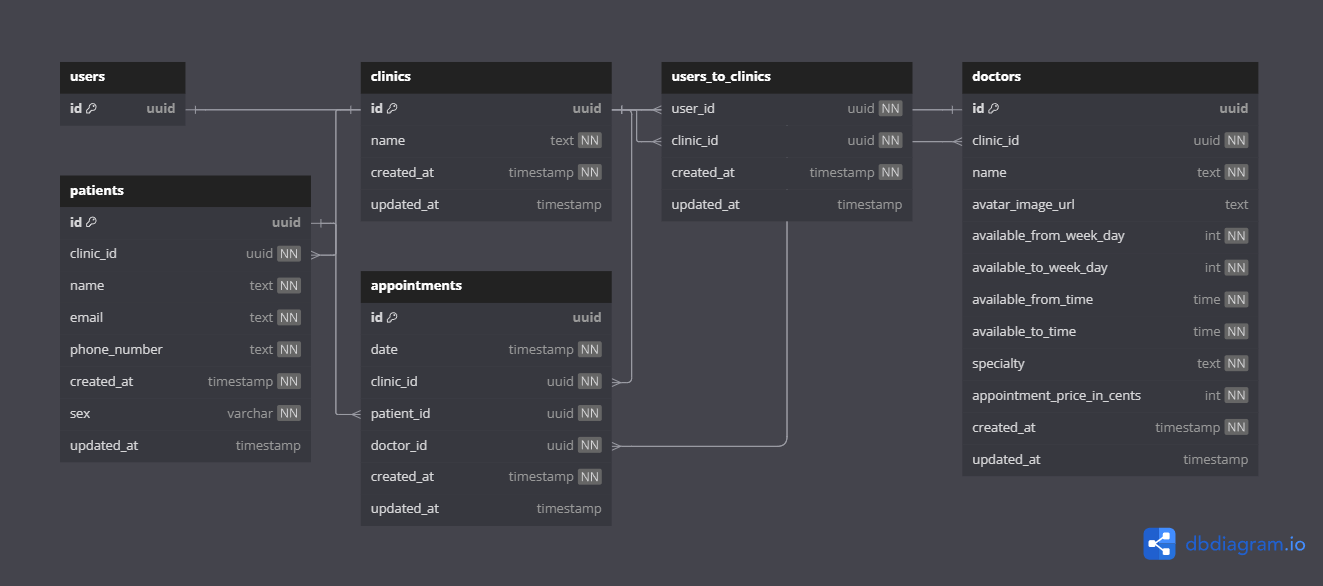 users
id uuid
patients
id uuid
clinic_id uuid NN
name text NN
email text NN
phone_number text NN
created_at timestamp NN
sex varchar NN
updated_at timestamp
clinics
id uuid
name text NN
created_at timestamp NN
updated_at timestamp
appointments
id uuid
date timestamp NN
clinic_id uuid NN
patient_id uuid NN
doctor_id uuid NN
created_at timestamp NN
updated_at timestamp
users_to_clinics
user_id uuid NN
clinic_id uuid NN
created_at timestamp NN
updated_at timestamp
doctors
id uuid
clinic_id uuid NN
name text NN
avatar_image_url text
available_from_week_day int NN
available_to_week_day int NN
available_from_time time NN
available_to_time time NN
specialty text NN
appointment_price_in_cents int NN
created_at timestamp NN
updated_at timestamp
dbdiagram.io